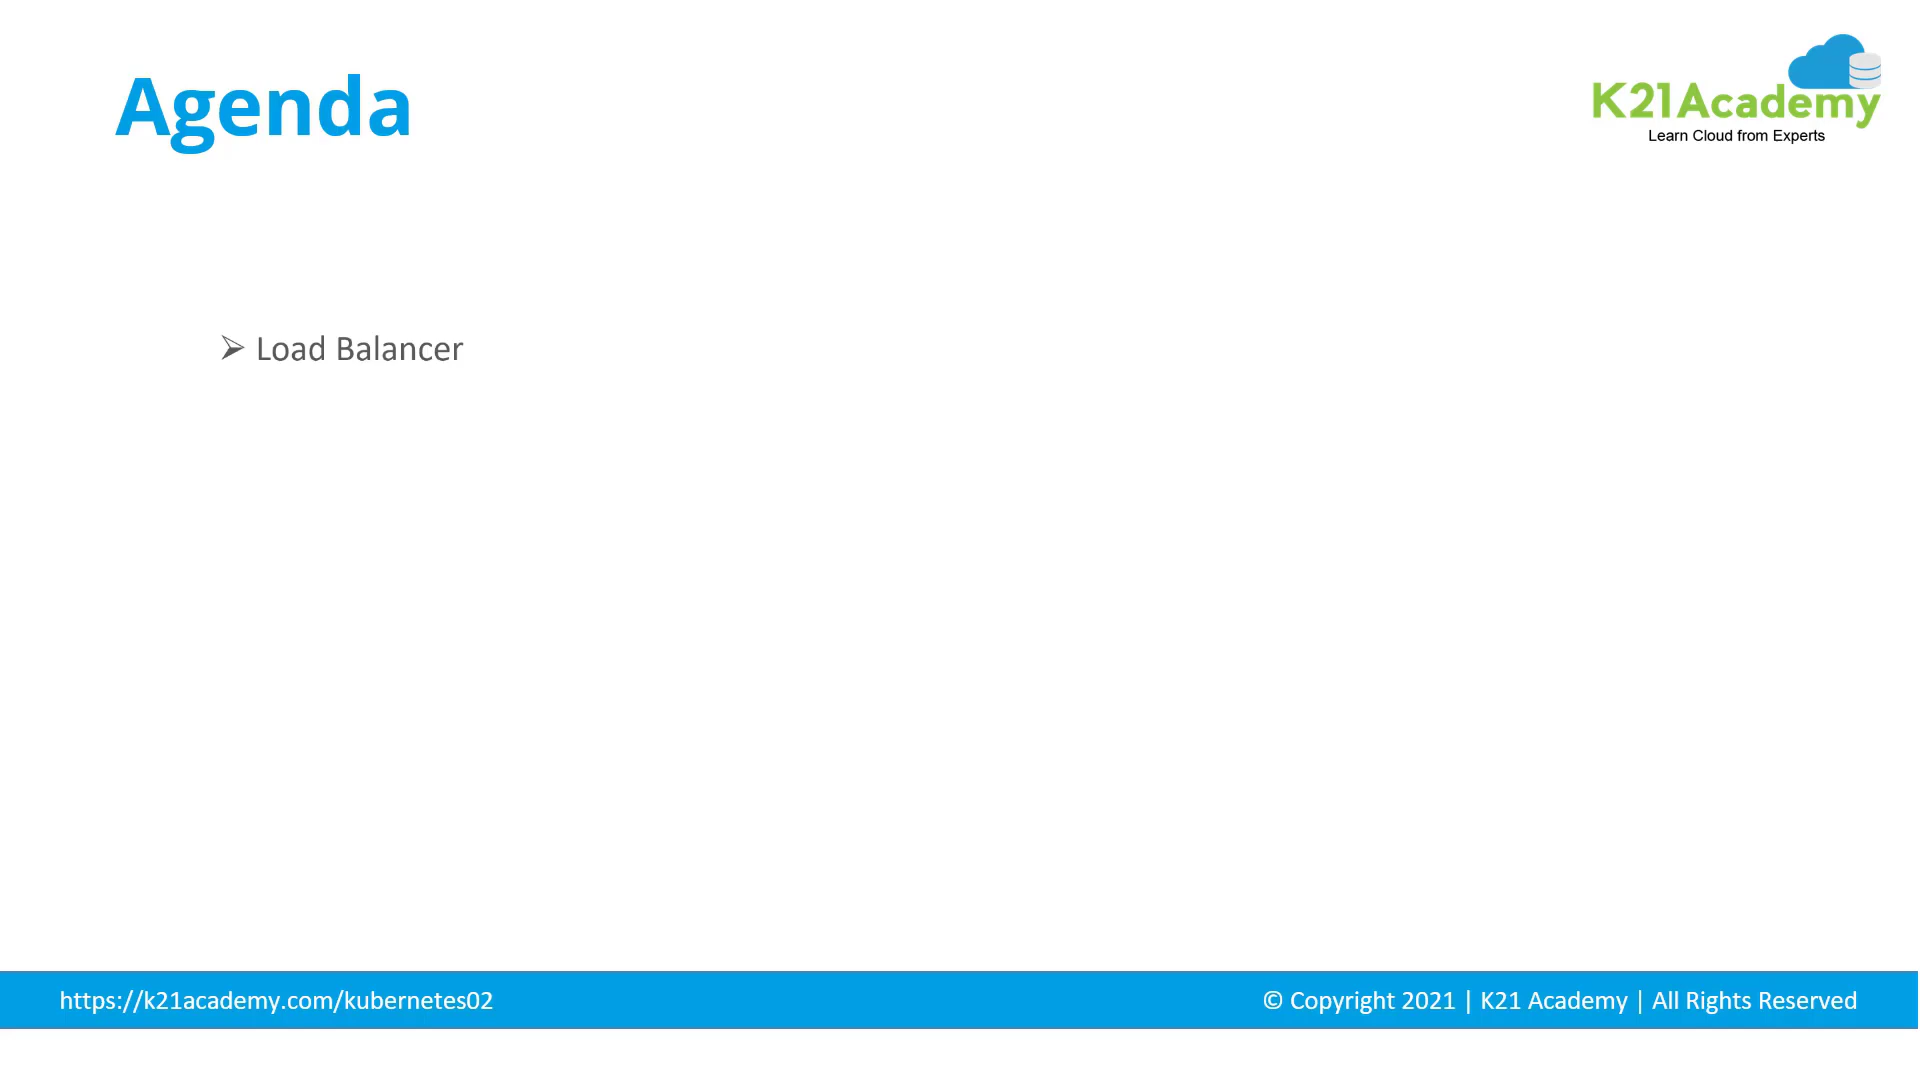 Agenda
K21Academy
Learn Cloud from Experts
Load Balancer
https://k21academy.com/kubernetes02
© Copyright 2021 | K21 Academy | All Rights Reserved